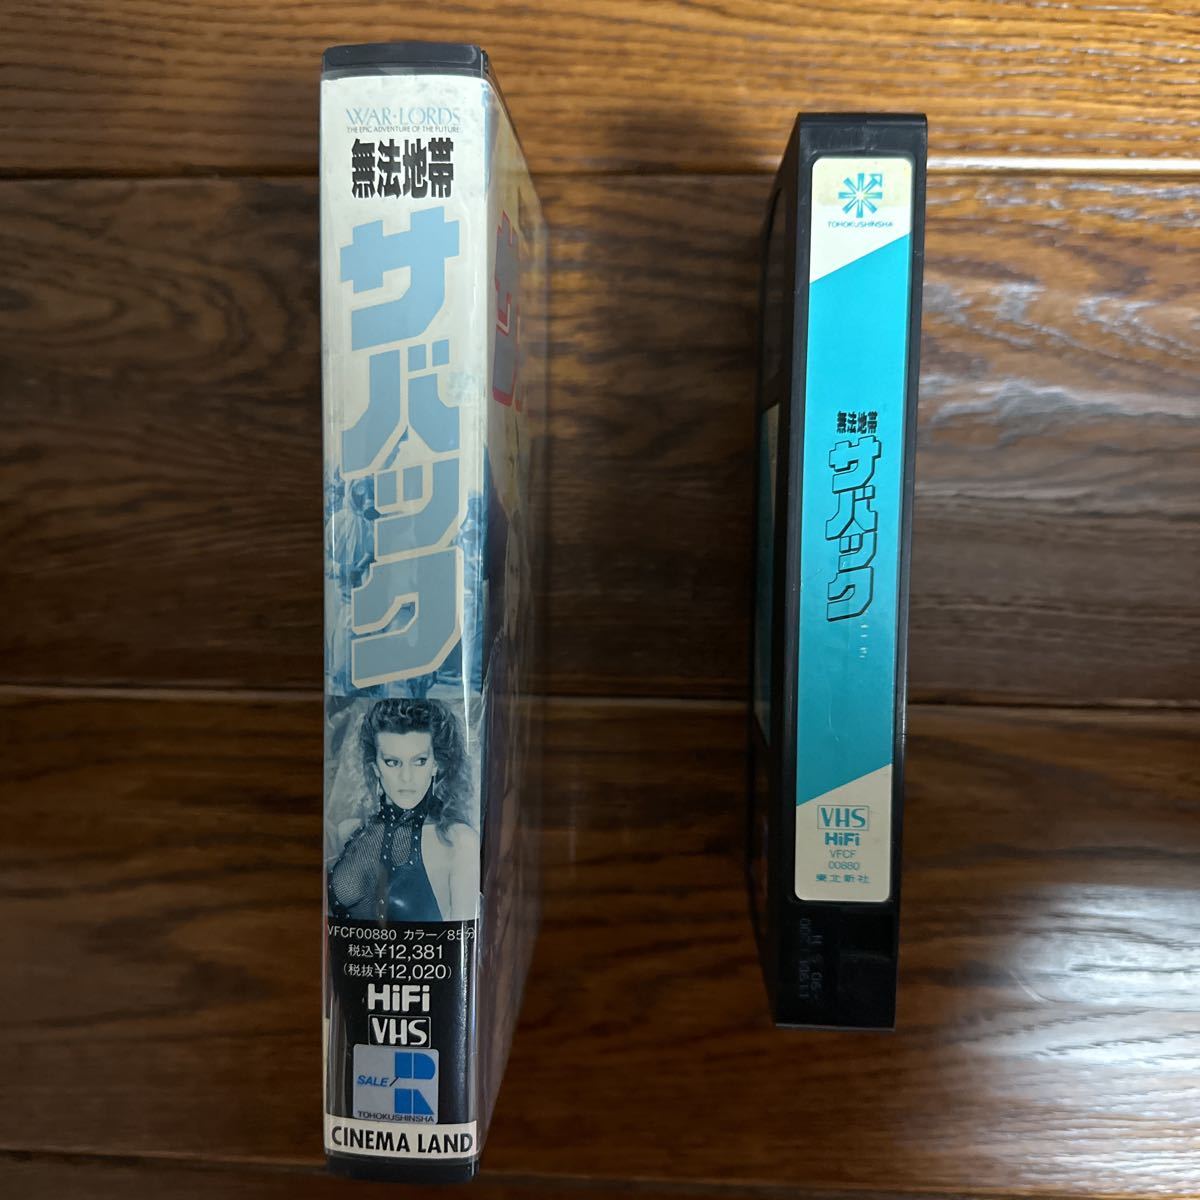 WAR・LORDS
THE EPIC ADVENTURE OF THE FUTURE
無法地帯
サバック
VFCF00880 カラー/85分
税込¥12,381
(税抜¥12,020)
HiFi
VHS
SALE/
TOHOKUSHINSHA
CINEMA LAND
TOHOKUSHINSHA
無法地帯
サバック
VHS
HiFi
VFCF
00880
東北新社